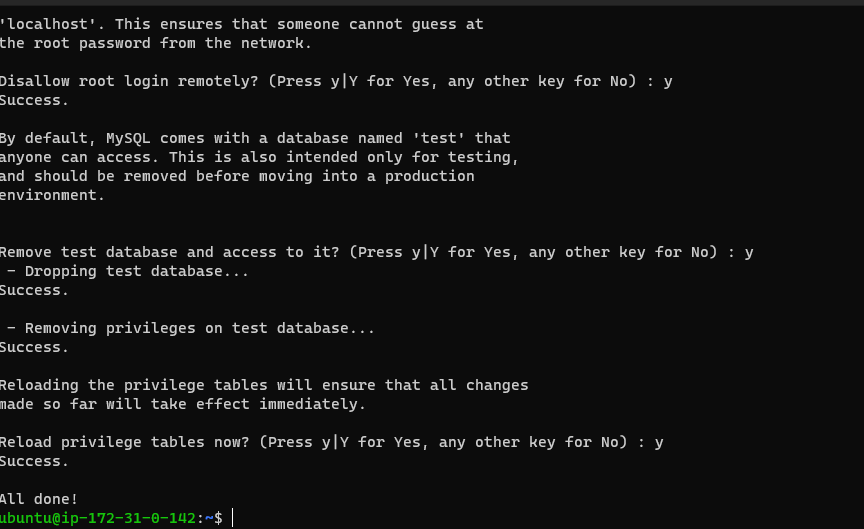 'localhost'. This ensures that someone cannot guess at
the root password from the network.
Disallow root login remotely? (Press y|Y for Yes, any other key for No) : y
Success.
By default, MySQL comes with a database named 'test' that
anyone can access. This is also intended only for testing,
and should be removed before moving into a production
environment.
Remove test database and access to it? (Press y|Y for Yes, any other key for No) : y
- Dropping test database...
Success.
- Removing privileges on test database...
Success.
Reloading the privilege tables will ensure that all changes
made so far will take effect immediately.
Reload privilege tables now? (Press y|Y for Yes, any other key for No) : y
Success.
All done!
ubuntu@ip-172-31-0-142:~$